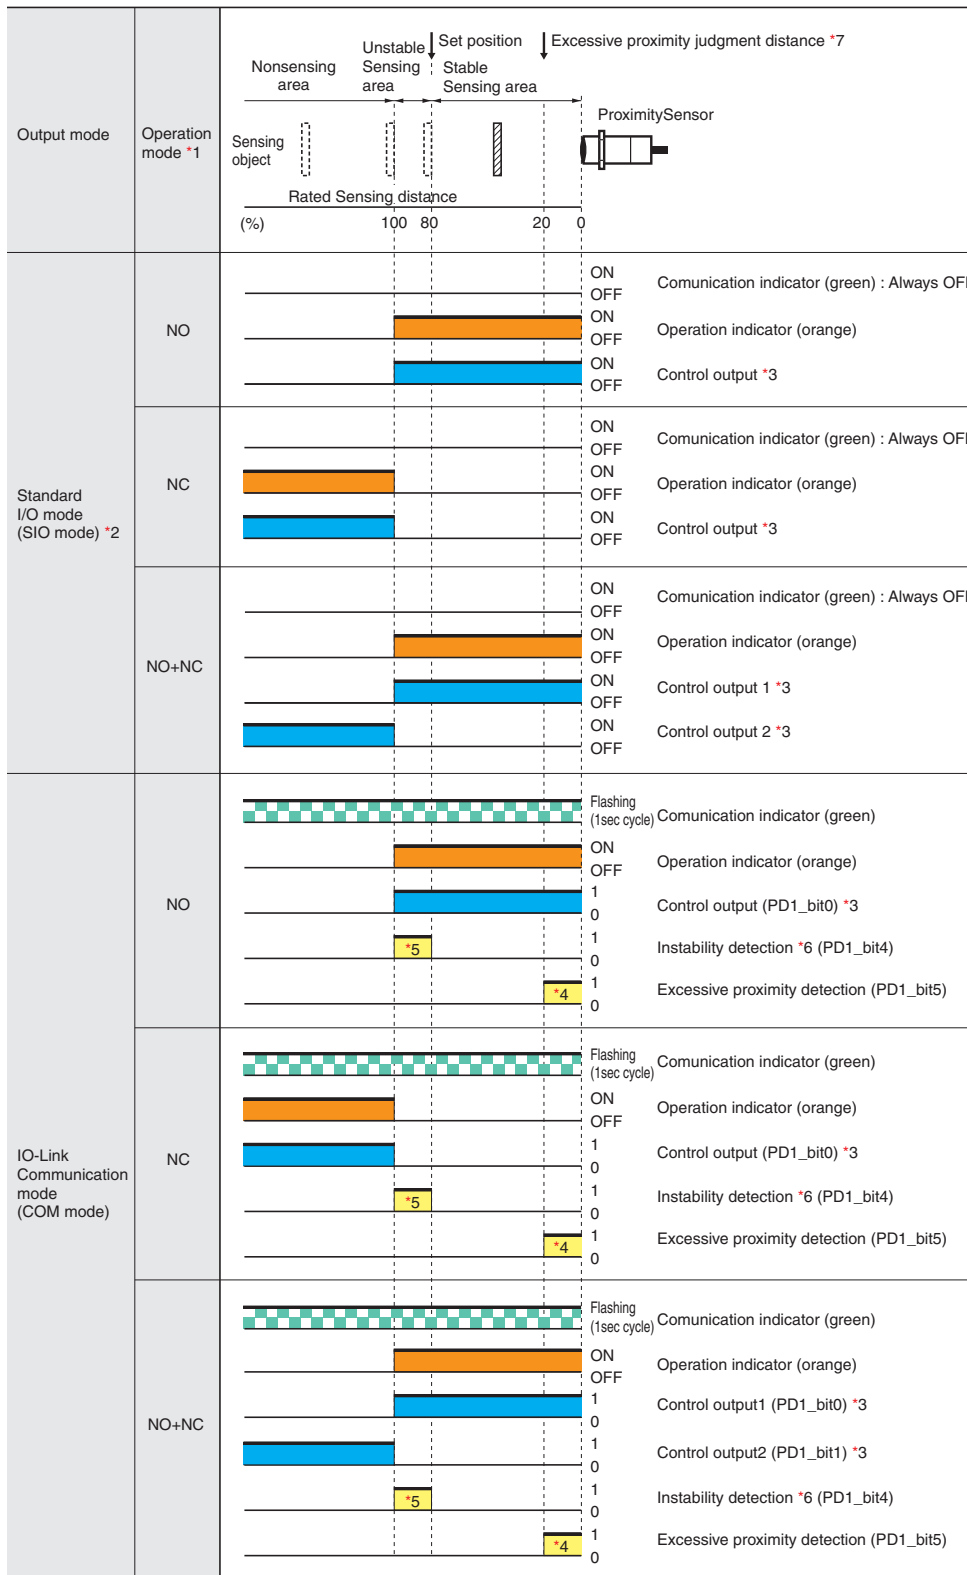 Output mode
Operation
mode *1
Set position
Excessive proximity judgment distance *7
Unstable
Sensing
area
Nonsensing
area
Stable
Sensing area
ProximitySensor
Sensing
object
Rated Sensing distance
(%)
100
80
20
0
Standard
I/O mode
(SIO mode) *2
NO
ON
OFF
Comunication indicator (green) : Always OF
ON
OFF
Operation indicator (orange)
ON
OFF
Control output *3
NC
ON
OFF
Comunication indicator (green) : Always OF
ON
OFF
Operation indicator (orange)
ON
OFF
Control output *3
NO+NC
ON
OFF
Comunication indicator (green) : Always OF
ON
OFF
Operation indicator (orange)
ON
OFF
Control output 1 *3
ON
OFF
Control output 2 *3
IO-Link
Communication
mode
(COM mode)
NO
Flashing
(1sec cycle)
Comunication indicator (green)
ON
OFF
Operation indicator (orange)
1
0
Control output (PD1_bit0) *3
*5
1
0
Instability detection *6 (PD1_bit4)
*4
1
0
Excessive proximity detection (PD1_bit5)
NC
Flashing
(1sec cycle)
Comunication indicator (green)
ON
OFF
Operation indicator (orange)
1
0
Control output (PD1_bit0) *3
*5
1
0
Instability detection *6 (PD1_bit4)
*4
1
0
Excessive proximity detection (PD1_bit5)
NO+NC
Flashing
(1sec cycle)
Comunication indicator (green)
ON
OFF
Operation indicator (orange)
1
0
Control output1 (PD1_bit0) *3
1
0
Control output2 (PD1_bit1) *3
*5
1
0
Instability detection *6 (PD1_bit4)
*4
1
0
Excessive proximity detection (PD1_bit5)